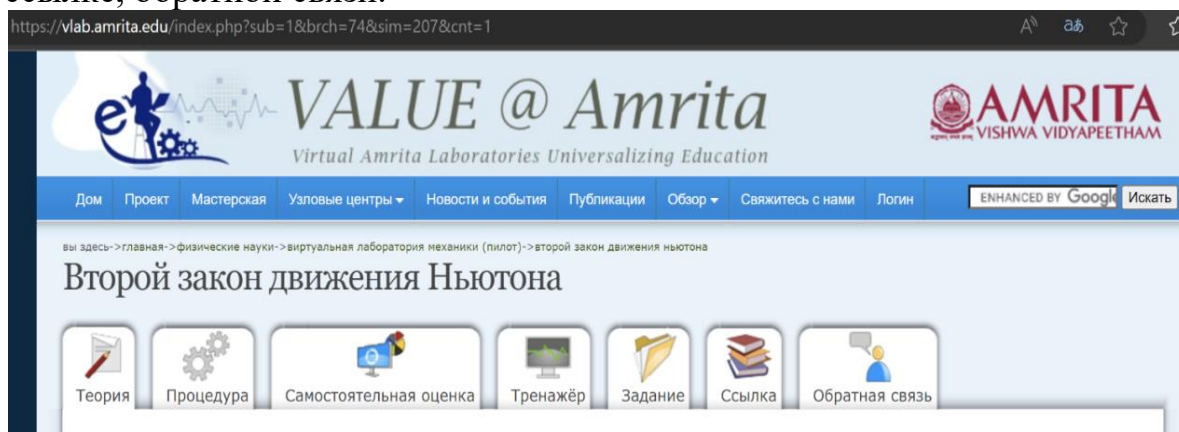 ссылке, обратной связи.
https://vlab.amrita.edu/index.php?sub=1&brch=74&sim=207&cnt=1
VALUE @ Amrita
Virtual Amrita Laboratories Universalizing Education
AMRITA
VISHWA VIDYAPEETHAM
Дом Проект Мастерская Узловые центры Новости и события Публикации Обзор Свяжитесь с нами Логин ENHANCED BY Google Искать
вы здесь->главная->физические науки->виртуальная лаборатория механики (пилот)->второй закон движения ньютона
Второй закон движения Ньютона
Теория Процедура Самостоятельная оценка Тренажёр Задание Ссылка Обратная связь